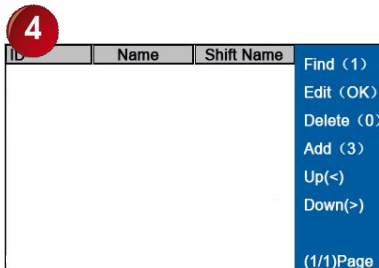 4
ID Name Shift Name
Find（1）
Edit（OK）
Delete（0）
Add（3）
Up(<)
Down(>)
(1/1)Page